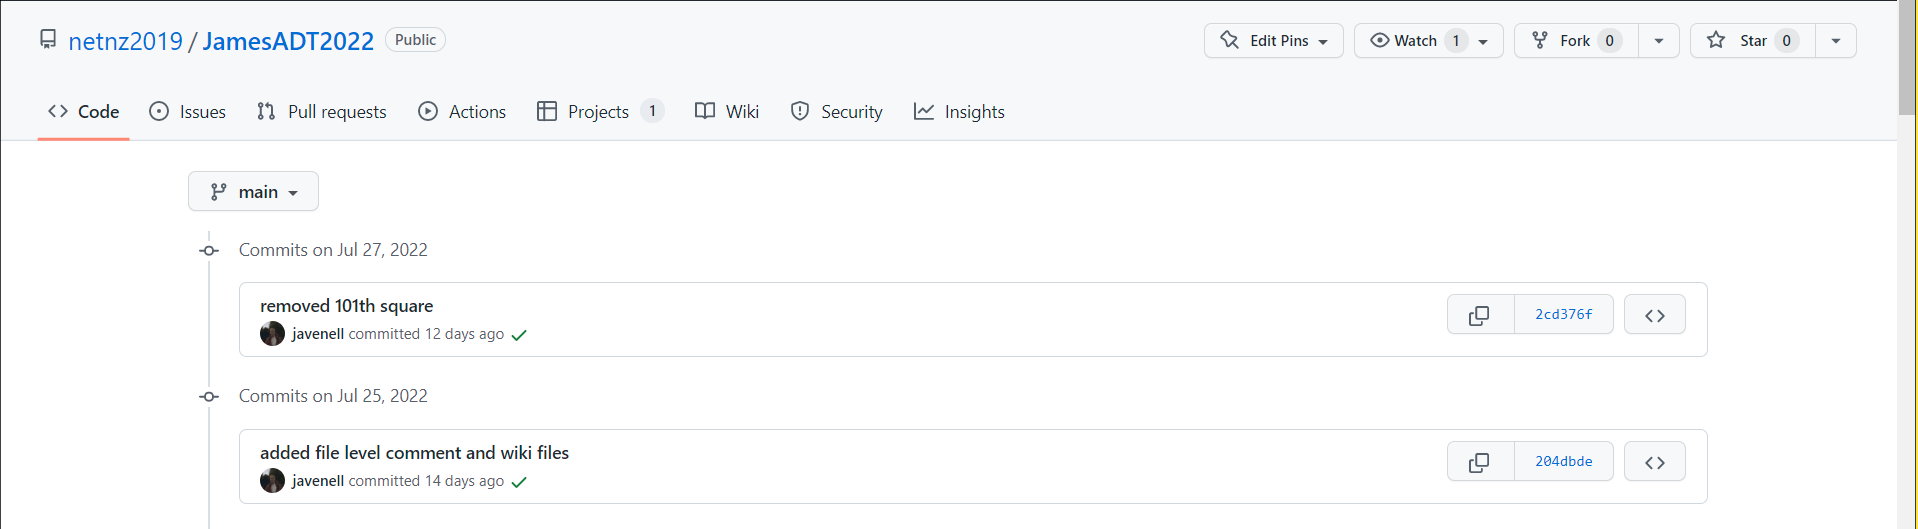 netnz2019 / JamesADT2022 Public Edit Pins Watch 1 Fork 0 Star 0
Code Issues Pull requests Actions Projects 1 Wiki Security Insights
main
Commits on Jul 27, 2022
removed 101th square
javenell committed 12 days ago
2cd376f
Commits on Jul 25, 2022
added file level comment and wiki files
javenell committed 14 days ago
204dbde